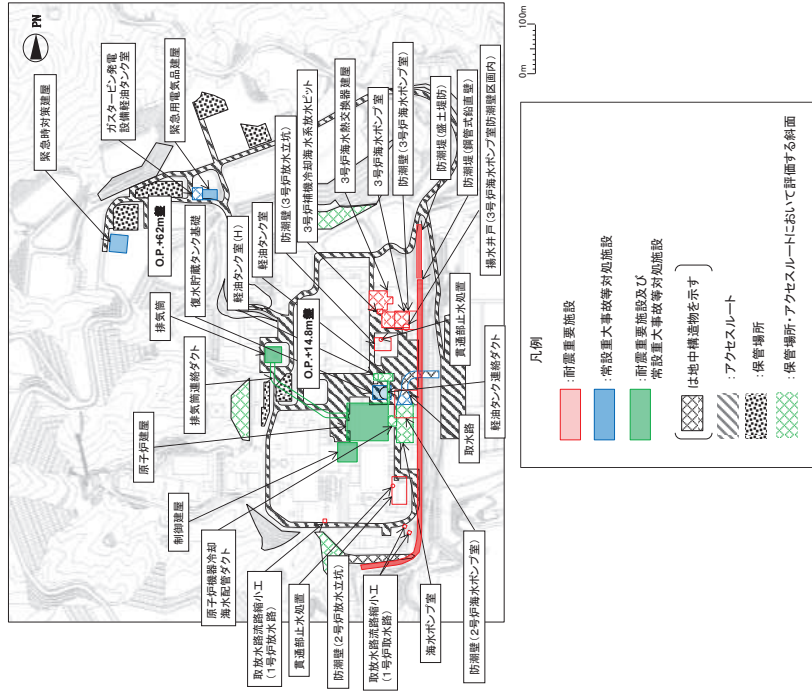 PN
0m
100m
緊急時対策建屋
ガスタービン発電
設備軽油タンク室
緊急用電気品建屋
O.P.+62m盤
復水貯蔵タンク基礎
排気筒
排気筒連絡ダクト
原子炉建屋
制御建屋
原子炉機器冷却
海水配管ダクト
取放水路流路縮小工
(1号炉放水路)
貫通部止水処置
防潮壁(2号炉放水立坑)
取放水路流路縮小工
(1号炉取水路)
海水ポンプ室
防潮壁(2号炉海水ポンプ室)
軽油タンク室(H)
軽油タンク室
O.P.+14.8m盤
防潮壁(3号炉放水立坑)
3号炉補機冷却海水系放水ピット
3号炉海水熱交換器建屋
3号炉海水ポンプ室
防潮壁(3号炉海水ポンプ室)
防潮堤(盛土堤防)
防潮堤(鋼管式鉛直壁)
揚水井戸(3号炉海水ポンプ室防潮壁区画内)
貫通部止水処置
軽油タンク連絡ダクト
取水路
凡例
:耐震重要施設
:常設重大事故等対処施設
:耐震重要施設及び
常設重大事故等対処施設
( は地中構造物を示す )
:アクセスルート
:保管場所
:保管場所・アクセスルートにおいて評価する斜面